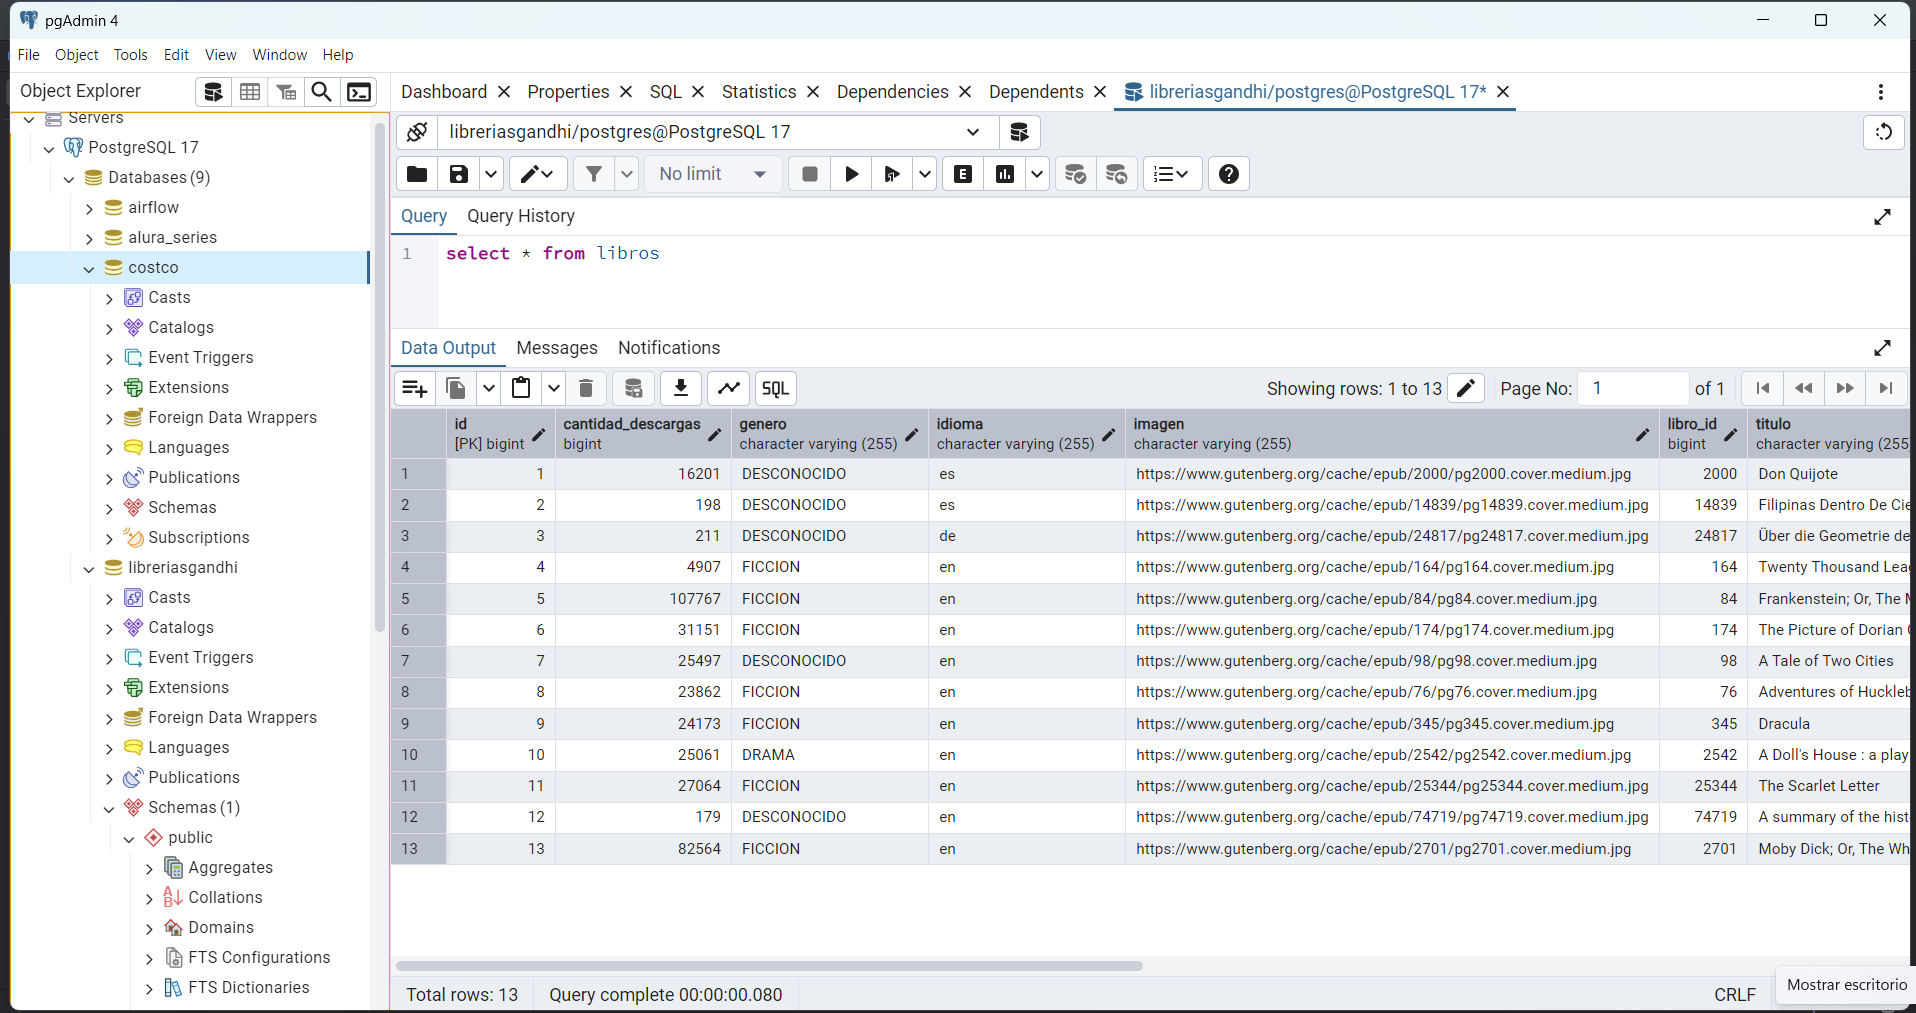 pgAdmin 4
File Object Tools Edit View Window Help
Object Explorer
Servers
PostgreSQL 17
Databases (9)
airflow
alura_series
costco
Casts
Catalogs
Event Triggers
Extensions
Foreign Data Wrappers
Languages
Publications
Schemas
Subscriptions
libreriasgandhi
Casts
Catalogs
Event Triggers
Extensions
Foreign Data Wrappers
Languages
Publications
Schemas (1)
public
Aggregates
Collations
Domains
FTS Configurations
FTS Dictionaries
Dashboard Properties SQL Statistics Dependencies Dependents libreriasgandhi/postgres@PostgreSQL 17*
libreriasgandhi/postgres@PostgreSQL 17
No limit E
Query Query History
1 select * from libros
Data Output Messages Notifications
SQL Showing rows: 1 to 13 Page No: 1 of 1
id cantidad_descargas genero idioma imagen libro_id titulo
[PK] bigint bigint character varying (255) character varying (255) character varying (255) bigint character varying (255
1 1 16201 DESCONOCIDO es https://www.gutenberg.org/cache/epub/2000/pg2000.cover.medium.jpg 2000 Don Quijote
2 2 198 DESCONOCIDO es https://www.gutenberg.org/cache/epub/14839/pg14839.cover.medium.jpg 14839 Filipinas Dentro De Cie
3 3 211 DESCONOCIDO de https://www.gutenberg.org/cache/epub/24817/pg24817.cover.medium.jpg 24817 Über die Geometrie de
4 4 4907 FICCION en https://www.gutenberg.org/cache/epub/164/pg164.cover.medium.jpg 164 Twenty Thousand Lea
5 5 107767 FICCION en https://www.gutenberg.org/cache/epub/84/pg84.cover.medium.jpg 84 Frankenstein; Or, The M
6 6 31151 FICCION en https://www.gutenberg.org/cache/epub/174/pg174.cover.medium.jpg 174 The Picture of Dorian
7 7 25497 DESCONOCIDO en https://www.gutenberg.org/cache/epub/98/pg98.cover.medium.jpg 98 A Tale of Two Cities
8 8 23862 FICCION en https://www.gutenberg.org/cache/epub/76/pg76.cover.medium.jpg 76 Adventures of Huckleb
9 9 24173 FICCION en https://www.gutenberg.org/cache/epub/345/pg345.cover.medium.jpg 345 Dracula
10 10 25061 DRAMA en https://www.gutenberg.org/cache/epub/2542/pg2542.cover.medium.jpg 2542 A Doll's House : a play
11 11 27064 FICCION en https://www.gutenberg.org/cache/epub/25344/pg25344.cover.medium.jpg 25344 The Scarlet Letter
12 12 179 DESCONOCIDO en https://www.gutenberg.org/cache/epub/74719/pg74719.cover.medium.jpg 74719 A summary of the hist
13 13 82564 FICCION en https://www.gutenberg.org/cache/epub/2701/pg2701.cover.medium.jpg 2701 Moby Dick; Or, The Wh
Total rows: 13 Query complete 00:00:00.080 CRLF
Mostrar escritorio